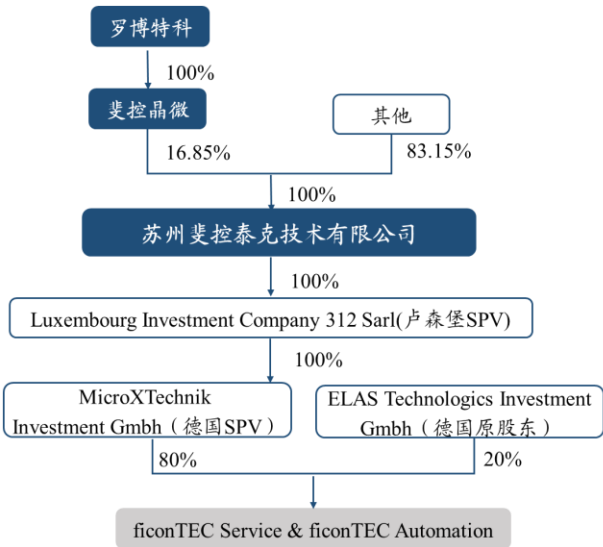 罗博特科
100%
斐控晶微
其他
16.85%
83.15%
100%
苏州斐控泰克技术有限公司
100%
Luxembourg Investment Company 312 Sarl(卢森堡SPV)
100%
MicroXTechnik
Investment Gmbh（德国SPV）
ELAS Technologics Investment
Gmbh（德国原股东）
80%
20%
ficonTEC Service & ficonTEC Automation